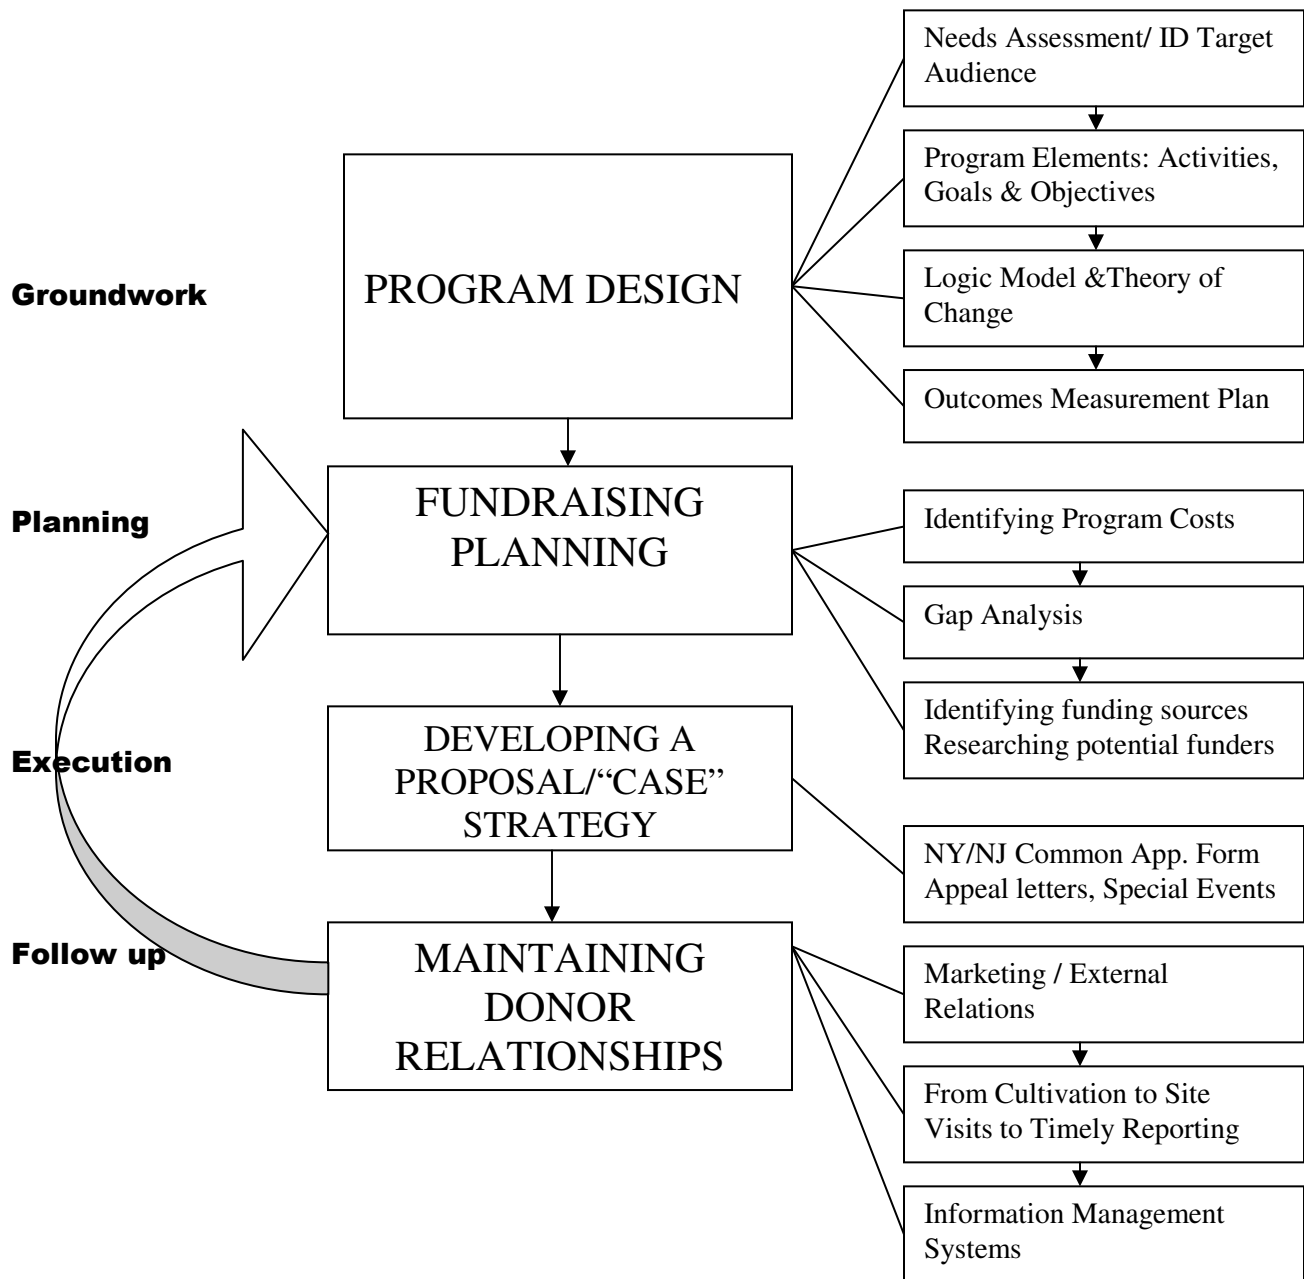 Needs Assessment/ ID Target
Audience
Program Elements: Activities,
Goals & Objectives
Groundwork
PROGRAM DESIGN
Logic Model &Theory of
Change
Outcomes Measurement Plan
Planning
FUNDRAISING
PLANNING
Identifying Program Costs
Gap Analysis
Identifying funding sources
Researching potential funders
Execution
DEVELOPING A
PROPOSAL/“CASE”
STRATEGY
NY/NJ Common App. Form
Appeal letters, Special Events
Follow up
MAINTAINING
DONOR
RELATIONSHIPS
Marketing / External
Relations
From Cultivation to Site
Visits to Timely Reporting
Information Management
Systems